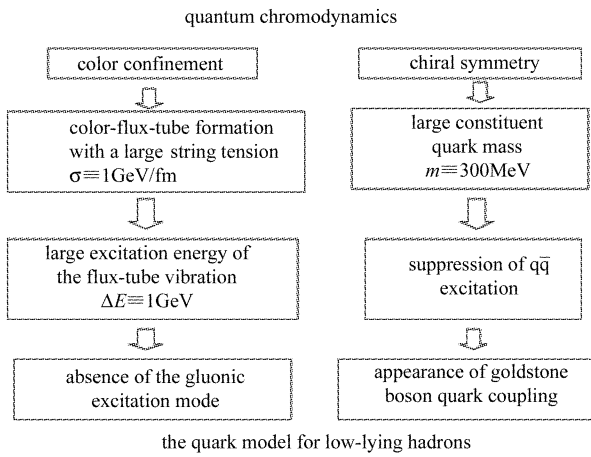 quantum chromodynamics
color confinement
color-flux-tube formation
with a large string tension
σ≡1GeV/fm
large excitation energy of
the flux-tube vibration
ΔE≡1GeV
absence of the gluonic
excitation mode
chiral symmetry
large constituent
quark mass
m≡300MeV
suppression of qq̄
excitation
appearance of goldstone
boson quark coupling
the quark model for low-lying hadrons